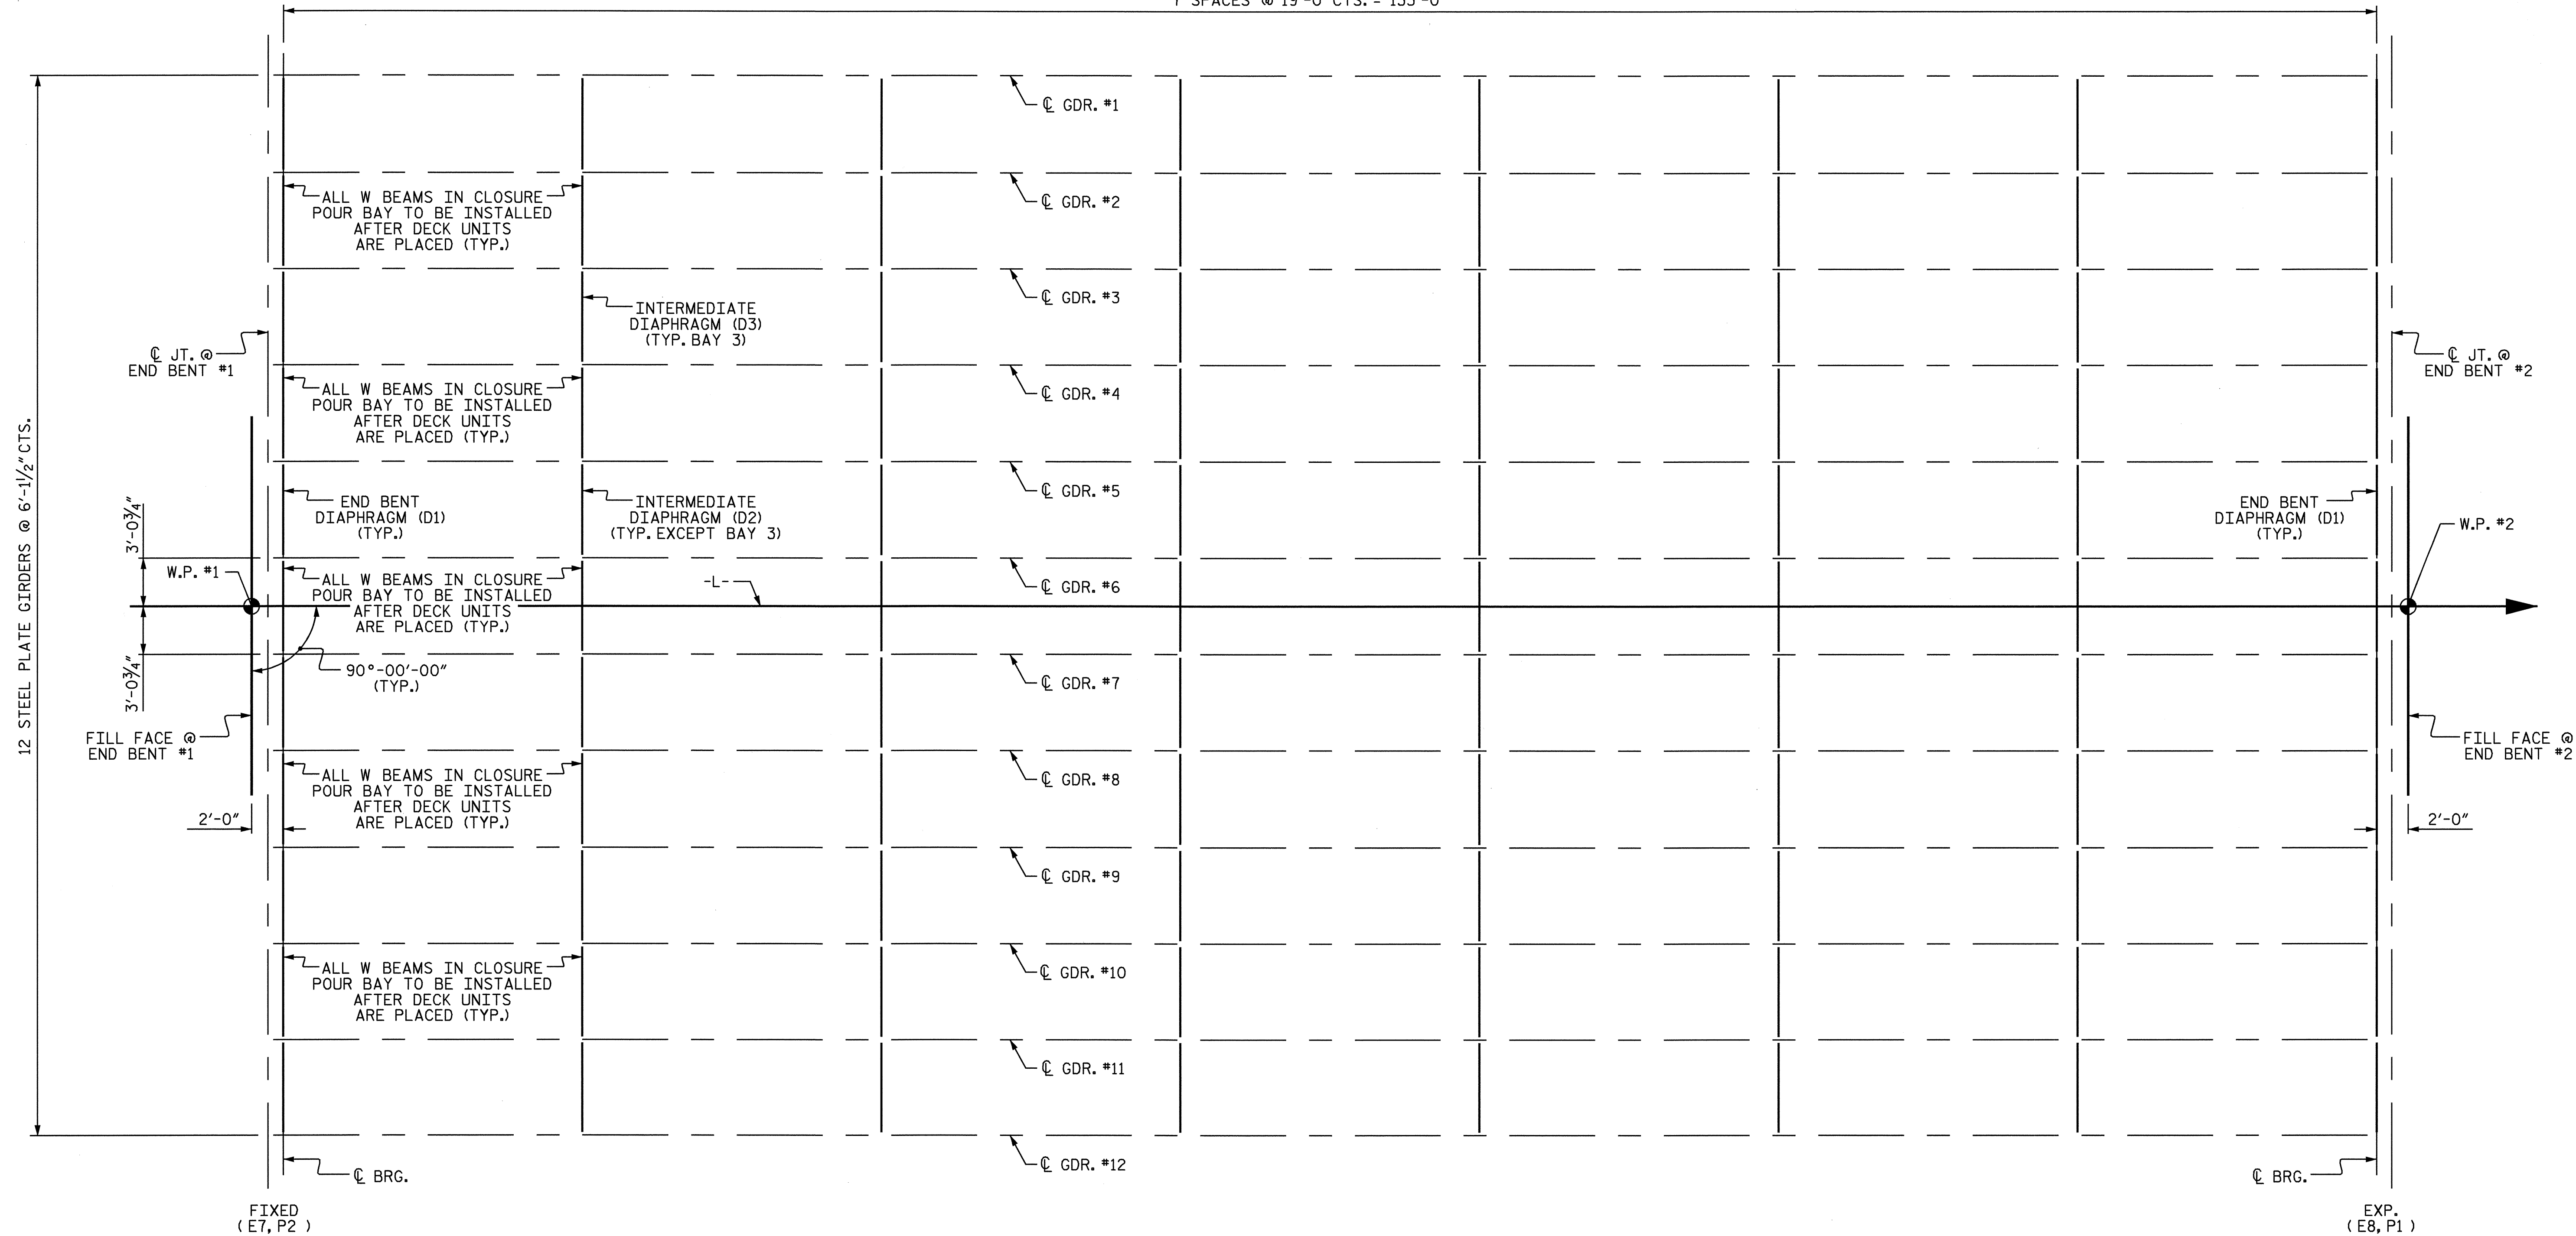 7 SPACES @ 19'-0" CTS. = 133'-0"
℄ GDR. #1
ALL W BEAMS IN CLOSURE
POUR BAY TO BE INSTALLED
AFTER DECK UNITS
ARE PLACED (TYP.)
℄ GDR. #2
℄ GDR. #3
INTERMEDIATE
DIAPHRAGM (D3)
(TYP. BAY 3)
℄ JT. @
END BENT #1
℄ JT. @
END BENT #2
ALL W BEAMS IN CLOSURE
POUR BAY TO BE INSTALLED
AFTER DECK UNITS
ARE PLACED (TYP.)
℄ GDR. #4
12 STEEL PLATE GIRDERS @ 6'-1½" CTS.
℄ GDR. #5
END BENT
DIAPHRAGM (D1)
(TYP.)
INTERMEDIATE
DIAPHRAGM (D2)
(TYP. EXCEPT BAY 3)
END BENT
DIAPHRAGM (D1)
(TYP.)
3'-0¾"
W.P. #2
W.P. #1
ALL W BEAMS IN CLOSURE
POUR BAY TO BE INSTALLED
AFTER DECK UNITS
ARE PLACED (TYP.)
-L-
℄ GDR. #6
3'-0¾"
90°-00'-00"
(TYP.)
℄ GDR. #7
FILL FACE @
END BENT #1
FILL FACE @
END BENT #2
ALL W BEAMS IN CLOSURE
POUR BAY TO BE INSTALLED
AFTER DECK UNITS
ARE PLACED (TYP.)
℄ GDR. #8
2'-0"
2'-0"
℄ GDR. #9
ALL W BEAMS IN CLOSURE
POUR BAY TO BE INSTALLED
AFTER DECK UNITS
ARE PLACED (TYP.)
℄ GDR. #10
℄ GDR. #11
℄ GDR. #12
℄ BRG.
℄ BRG.
FIXED
( E7, P2 )
EXP.
( E8, P1 )